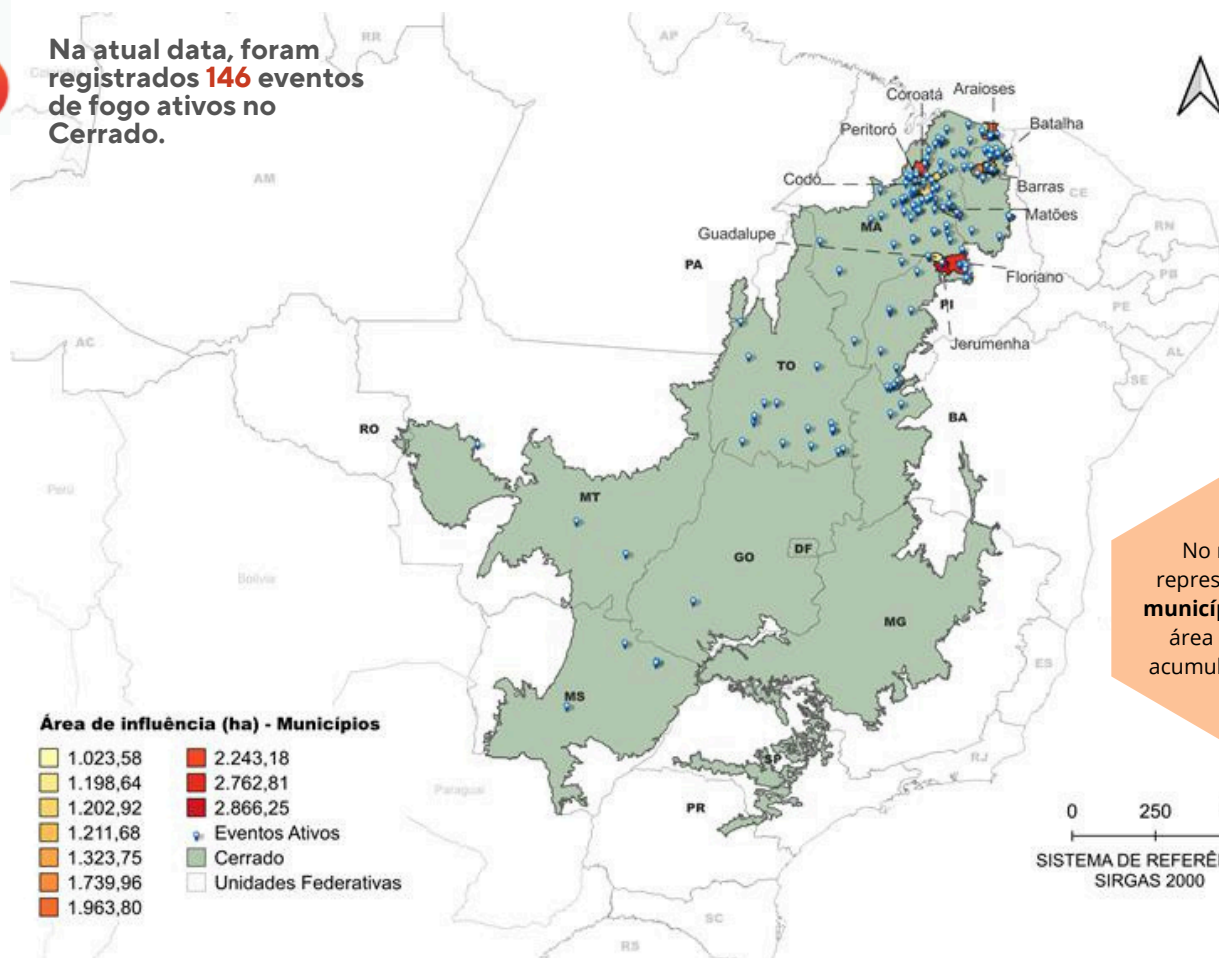 Na atual data, foram
registrados 146 eventos
de fogo ativos no
Cerrado.
RR
AP
AM
Coroatá
Araioses
Peritoró
Batalha
Codó
Barras
CE
Matões
MA
RN
Guadalupe
PB
PA
Floriano
PI
PE
Jerumenha
AC
AL
TO
SE
RO
BA
Perú
MT
DF
GO
Bolivia
MG
ES
MS
SP
RJ
Paraguai
PR
SC
RS
No
repres
municíp
área
acumul
Área de influência (ha) - Municípios
1.023,58
1.198,64
1.202,92
1.211,68
1.323,75
1.739,96
1.963,80
2.243,18
2.762,81
2.866,25
Eventos Ativos
Cerrado
Unidades Federativas
0 250
SISTEMA DE REFERÊ
SIRGAS 2000